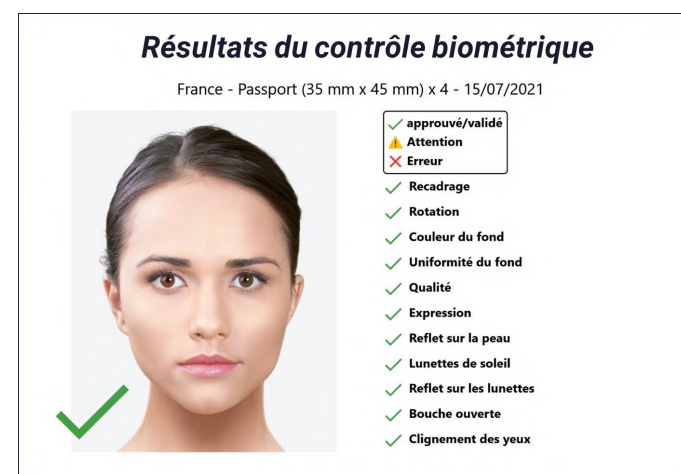 Résultats du contrôle biométrique
France - Passport (35 mm x 45 mm) x 4 - 15/07/2021
approuvé/validé
Attention
Erreur
Recadrage
Rotation
Couleur du fond
Uniformité du fond
Qualité
Expression
Reflet sur la peau
Lunettes de soleil
Reflet sur les lunettes
Bouche ouverte
Clignement des yeux